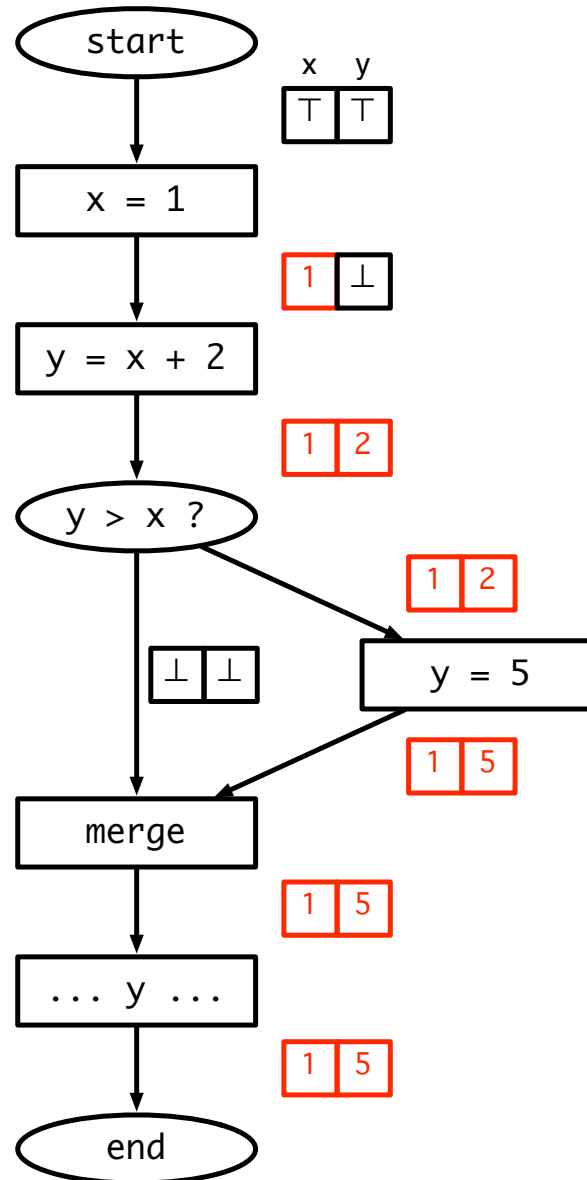 start
x y
⊤ ⊤
x = 1
1 ⊥
y = x + 2
1 2
y > x ?
1 2
⊥ ⊥
y = 5
1 5
merge
1 5
... y ...
1 5
end